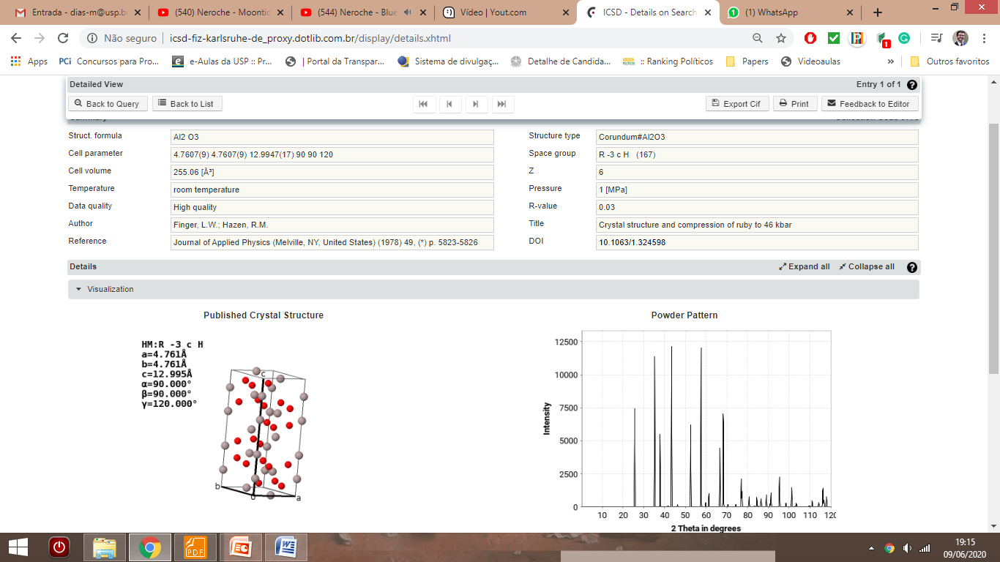 Entrada - dias-m@usp.b
(540) Neroche - Moontid
(544) Neroche - Blue
Vídeo | Yout.com
ICSD - Details on Search
(1) WhatsApp
Não seguro
icsd-fiz-karlsruhe-de_proxy.dotlib.com.br/display/details.xhtml
1
Apps
PCi Concursos para Pro...
e-Aulas da USP :: Pr...
| Portal da Transpar...
Sistema de divulgaç...
Detalhe de Candida...
:: Ranking Políticos
Papers
Videoaulas
»
Outros favoritos
Detailed View
Entry 1 of 1
Back to Query
Back to List
Export Cif
Print
Feedback to Editor
Struct. formula
Al2 O3
Structure type
Corundum#Al2O3
Cell parameter
4.7607(9) 4.7607(9) 12.9947(17) 90 90 120
Space group
R -3 c H (167)
Cell volume
255.06 [Å³]
Z
6
Temperature
room temperature
Pressure
1 [MPa]
Data quality
High quality
R-value
0.03
Author
Finger, L.W.; Hazen, R.M.
Title
Crystal structure and compression of ruby to 46 kbar
Reference
Journal of Applied Physics (Melville, NY, United States) (1978) 49, (*) p. 5823-5826
DOI
10.1063/1.324598
Details
Expand all
Collapse all
Visualization
Published Crystal Structure
HM:R -3 c H
a=4.761Å
b=4.761Å
c=12.995Å
α=90.000°
β=90.000°
γ=120.000°
c
b
o
a
Powder Pattern
Intensity
12500
10000
7500
5000
2500
0
10 20 30 40 50 60 70 80 90 100 110 120
2 Theta in degrees
PDF
19:15
09/06/2020